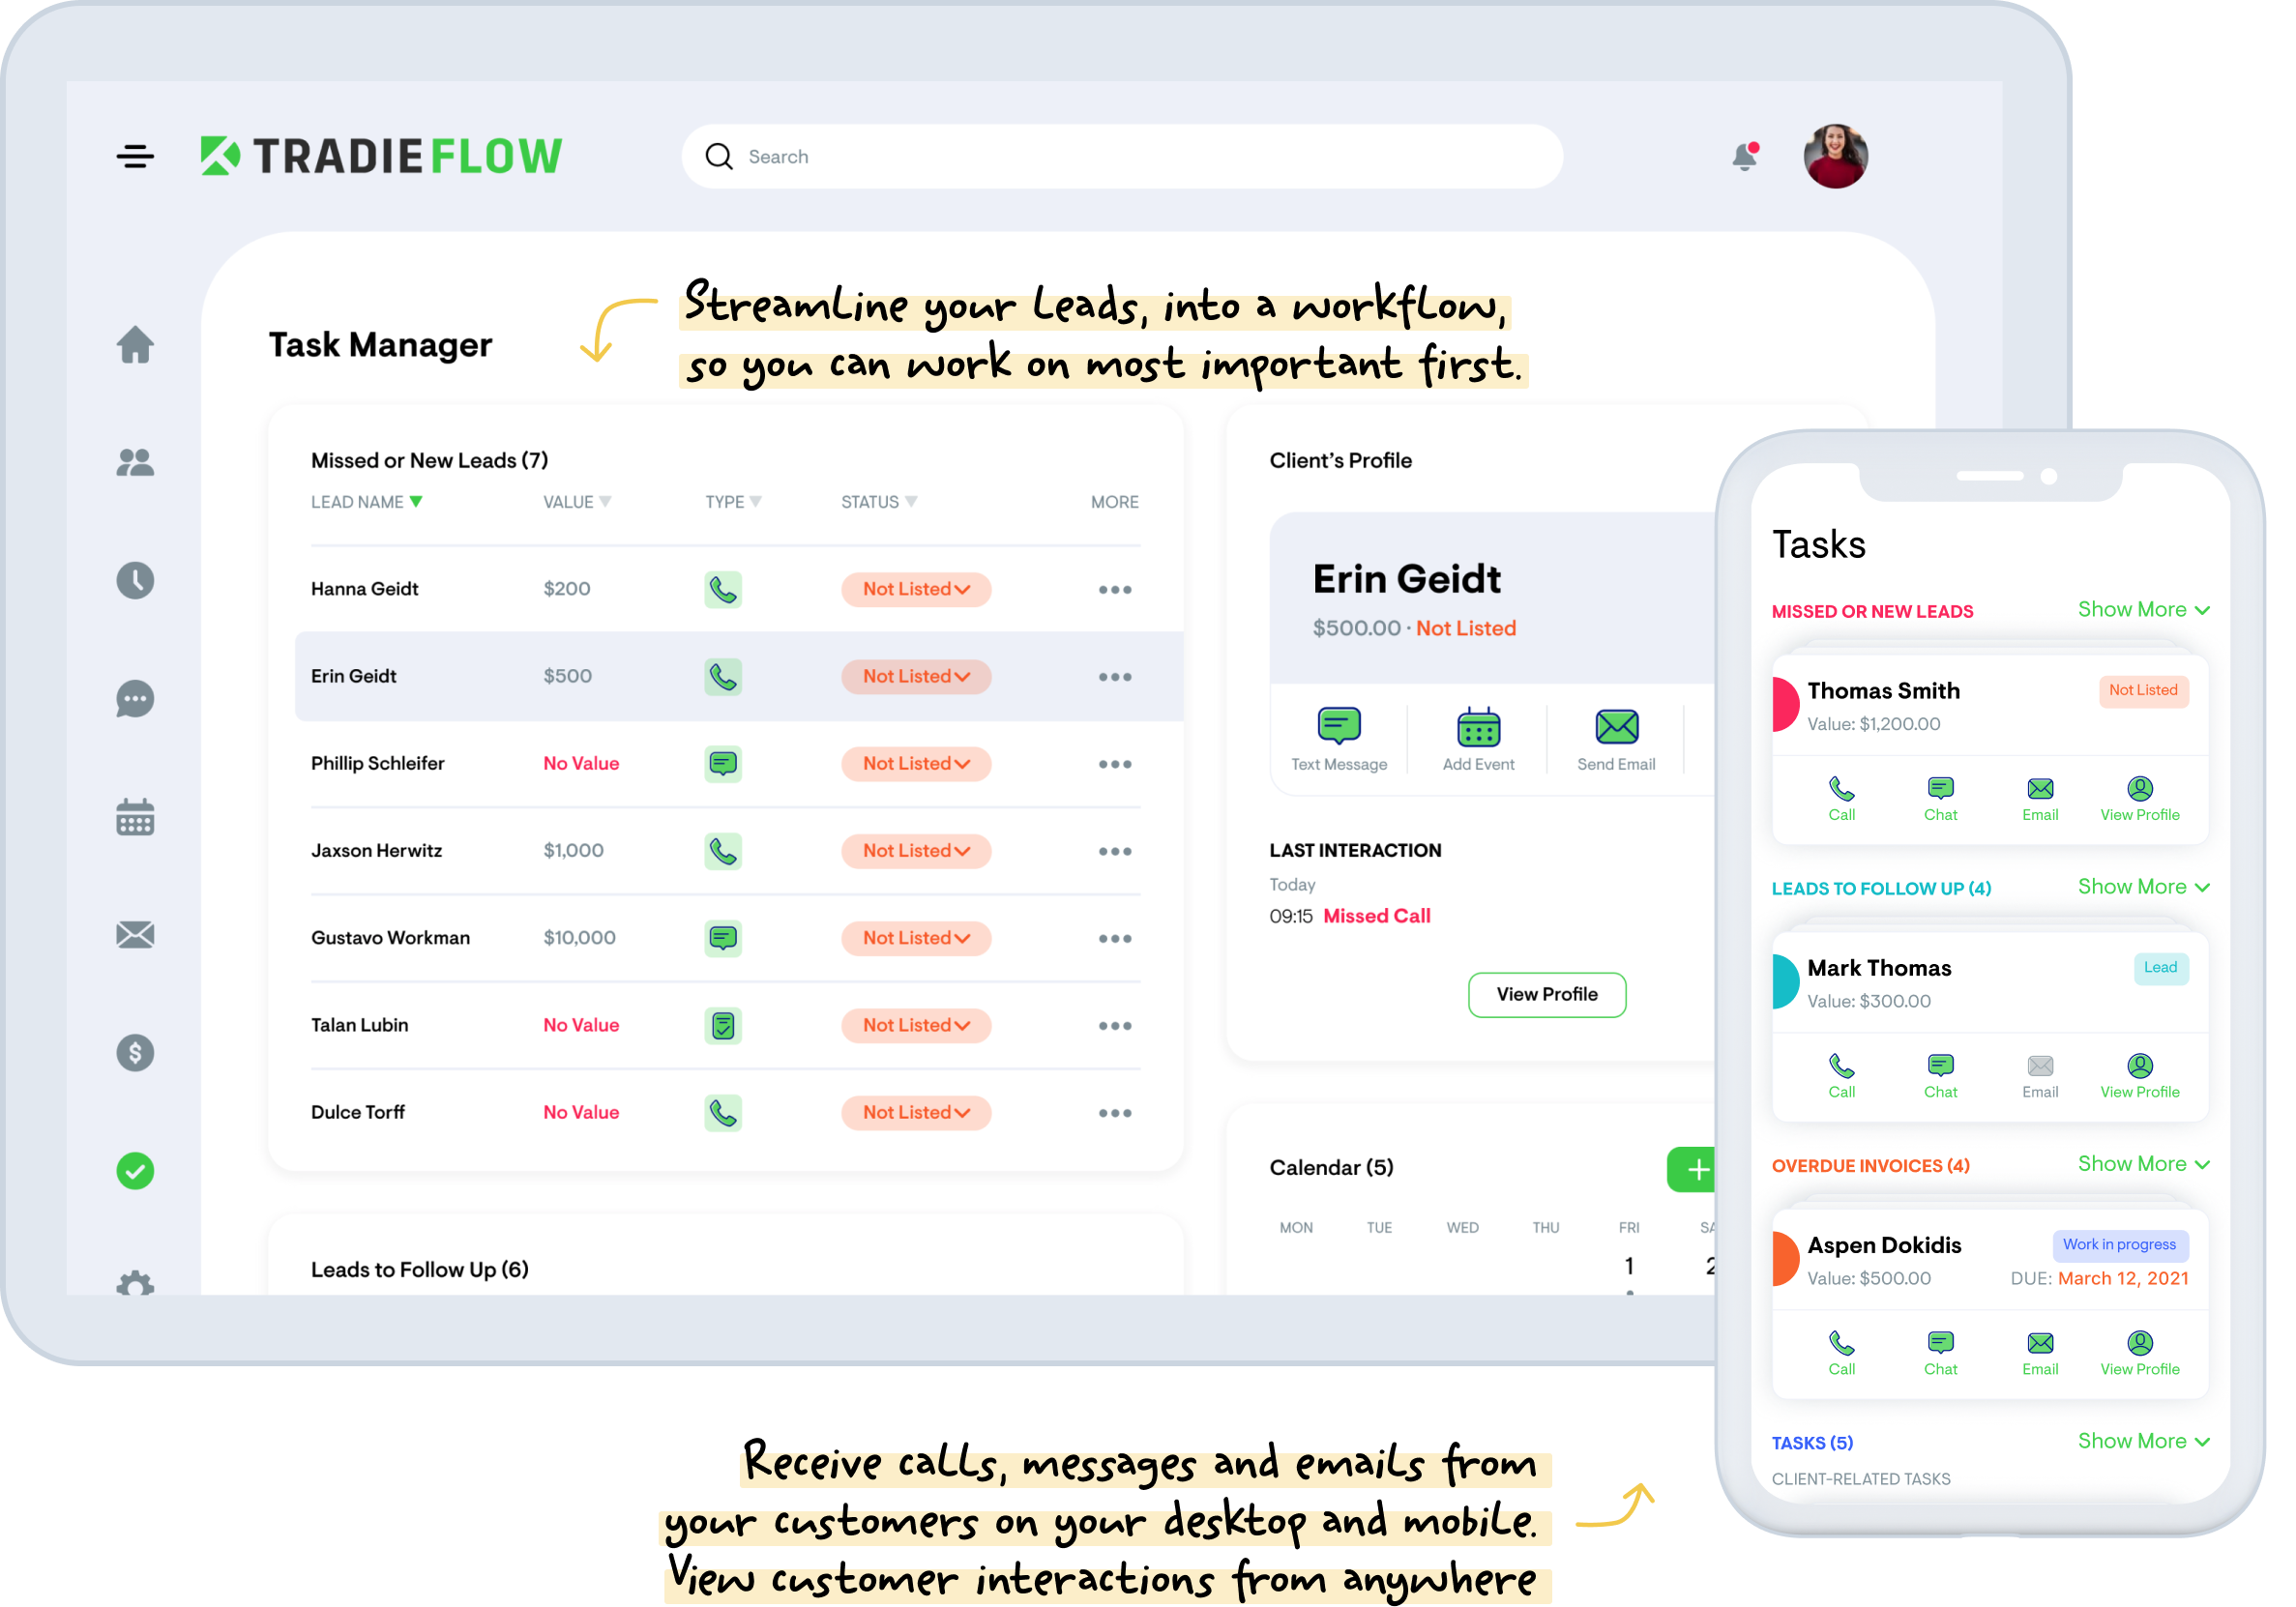 TRADIEFLOW
Search
Task Manager
Streamline your leads, into a workflow,
so you can work on most important first.
Missed or New Leads (7)
LEAD NAME VALUE TYPE STATUS MORE
Hanna Geidt $200 Not Listed
Erin Geidt $500 Not Listed
Phillip Schleifer No Value Not Listed
Jaxson Herwitz $1,000 Not Listed
Gustavo Workman $10,000 Not Listed
Talan Lubin No Value Not Listed
Dulce Torff No Value Not Listed
Leads to Follow Up (6)
Client's Profile
Erin Geidt
$500.00 · Not Listed
Text Message Add Event Send Email
LAST INTERACTION
Today
09:15 Missed Call
View Profile
Calendar (5)
MON TUE WED THU FRI SA
1 2
Tasks
MISSED OR NEW LEADS Show More
Thomas Smith Not Listed
Value: $1,200.00
Call Chat Email View Profile
LEADS TO FOLLOW UP (4) Show More
Mark Thomas Lead
Value: $300.00
Call Chat Email View Profile
OVERDUE INVOICES (4) Show More
Aspen Dokidis Work in progress
Value: $500.00 DUE: March 12, 2021
Call Chat Email View Profile
TASKS (5) Show More
CLIENT-RELATED TASKS
Receive calls, messages and emails from
your customers on your desktop and mobile.
View customer interactions from anywhere